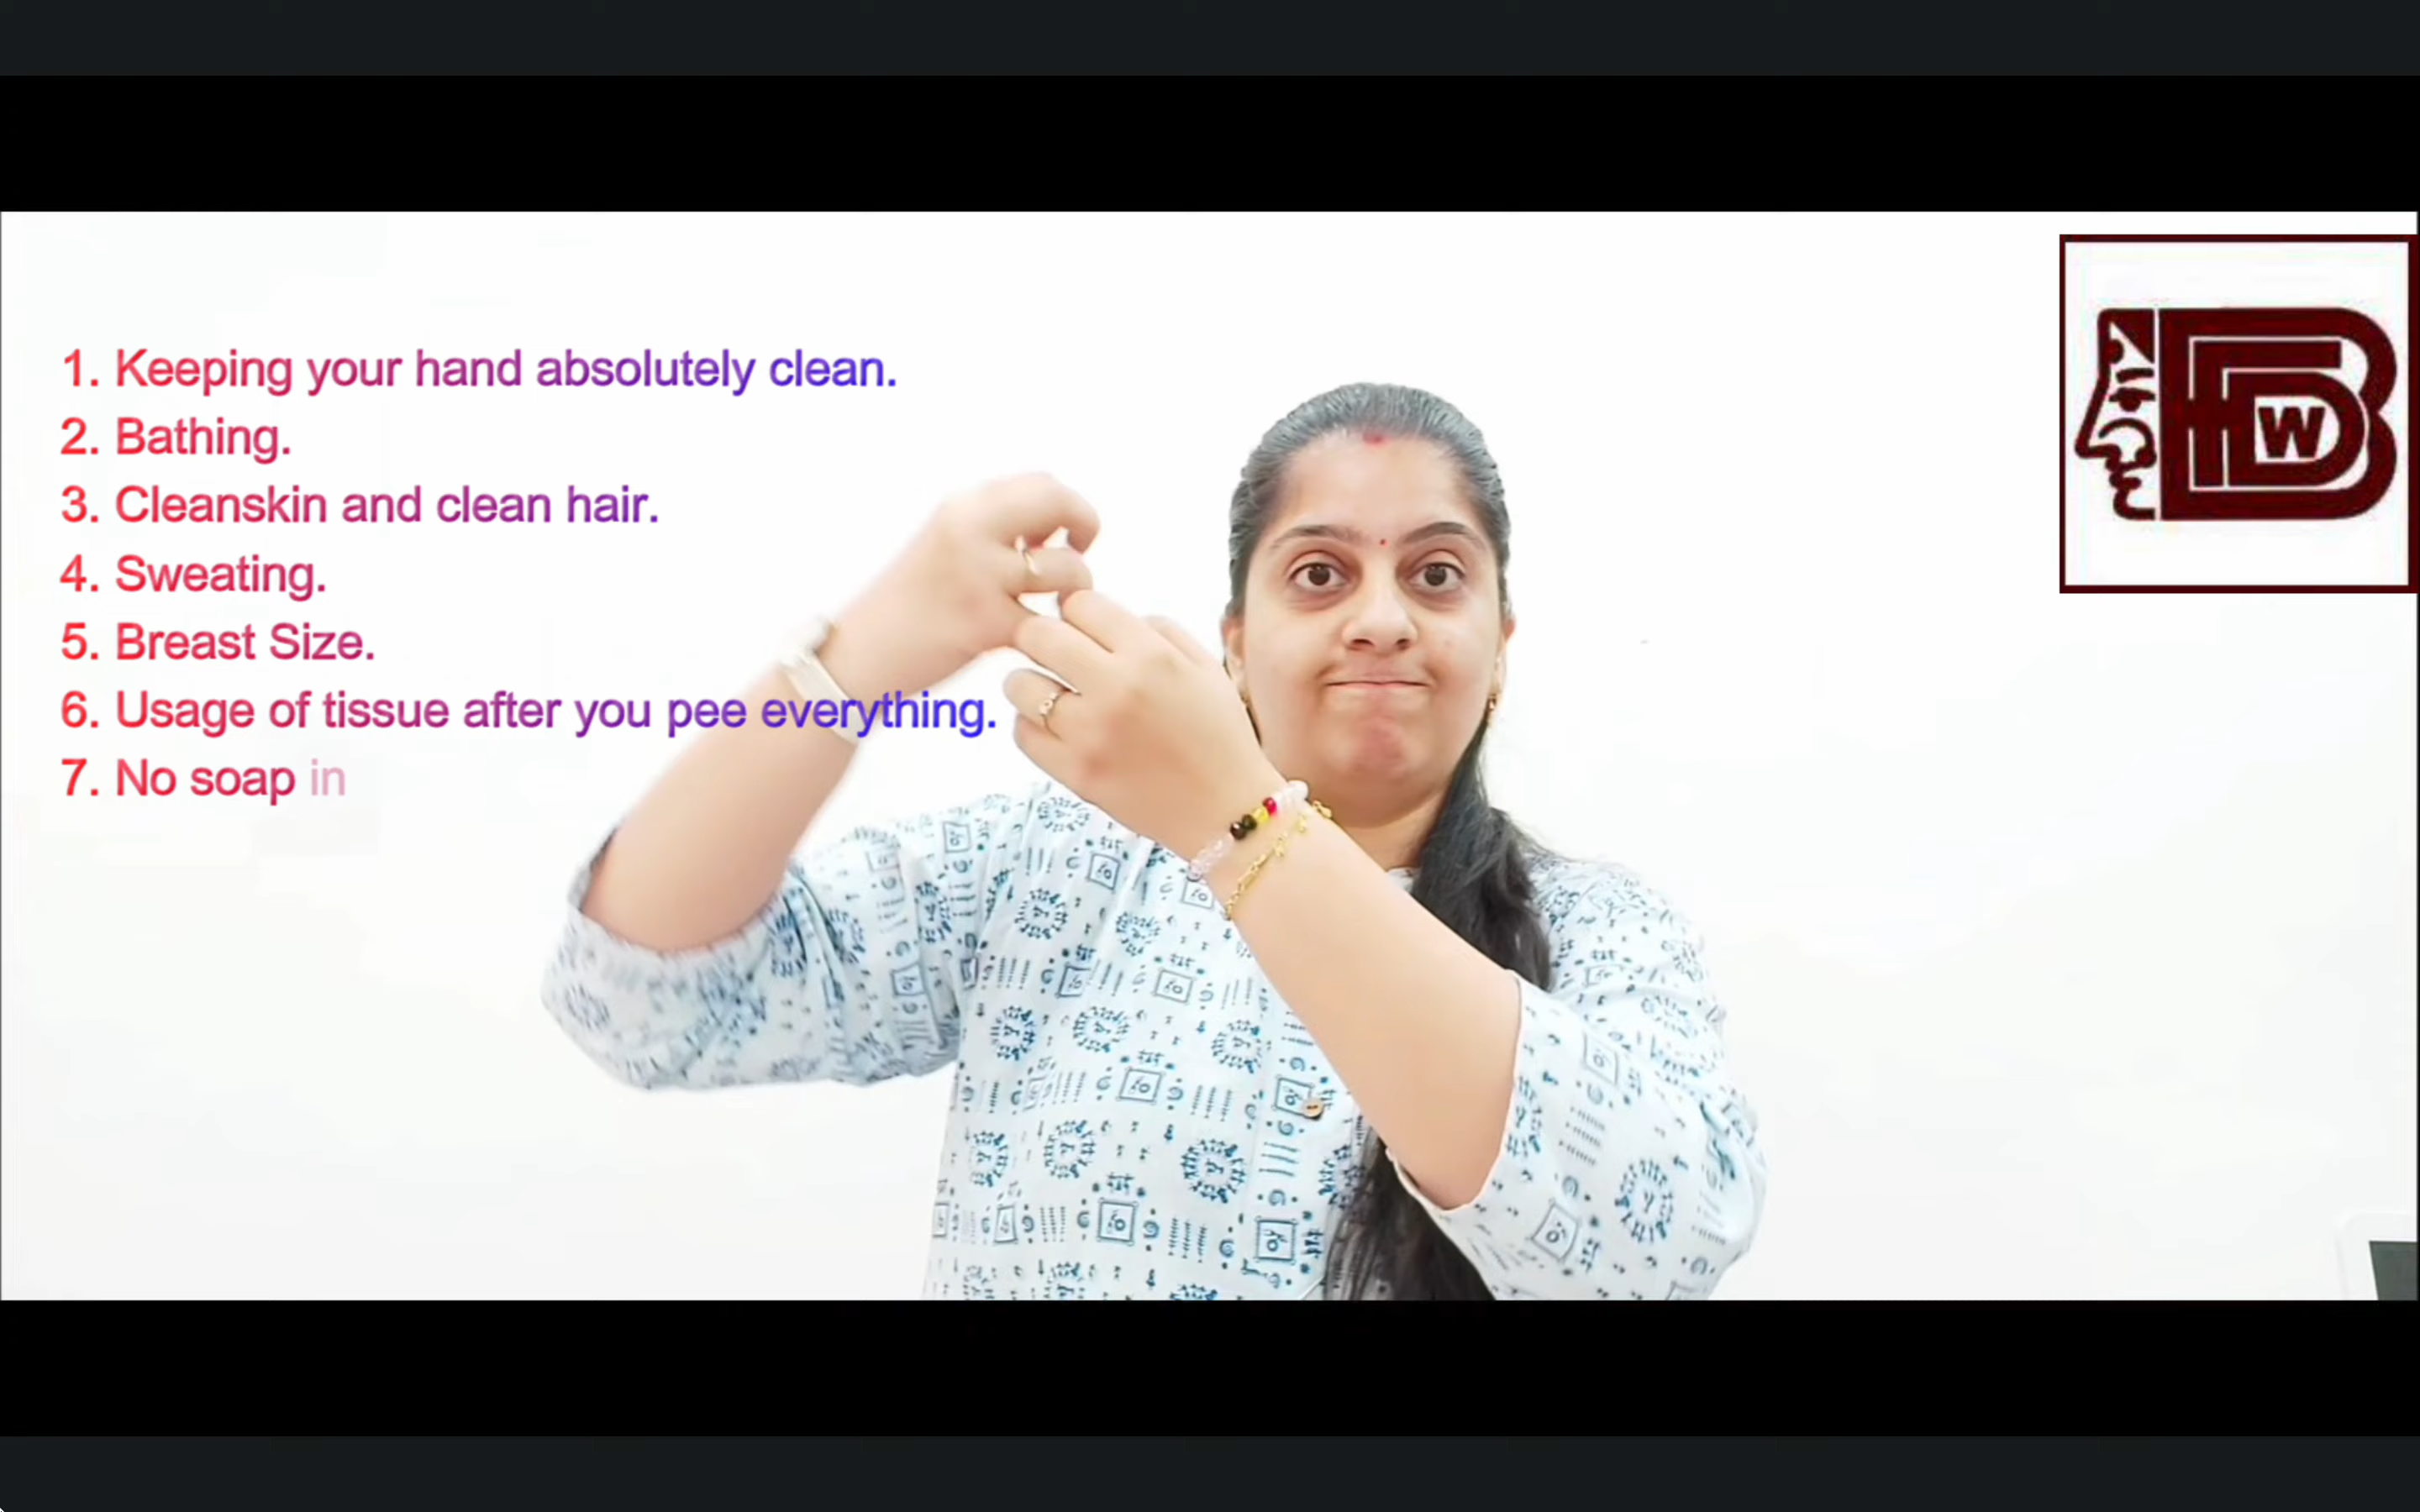 1. Keeping your hand absolutely clean.
2. Bathing.
3. Cleanskin and clean hair.
4. Sweating.
5. Breast Size.
6. Usage of tissue after you pee everything.
7. No soap in
W